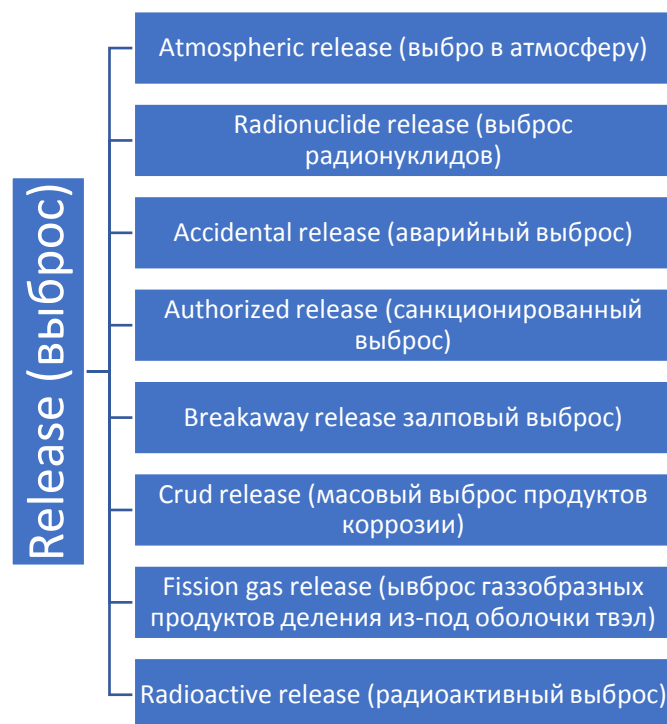 Release (выброс)
Atmospheric release (выбро в атмосферу)
Radionuclide release (выброс
радионуклидов)
Accidental release (аварийный выброс)
Authorized release (санкционированный
выброс)
Breakaway release залповый выброс)
Crud release (масовый выброс продуктов
коррозии)
Fission gas release (ывброс газзобразных
продуктов деления из-под оболочки твэл)
Radioactive release (радиоактивный выброс)